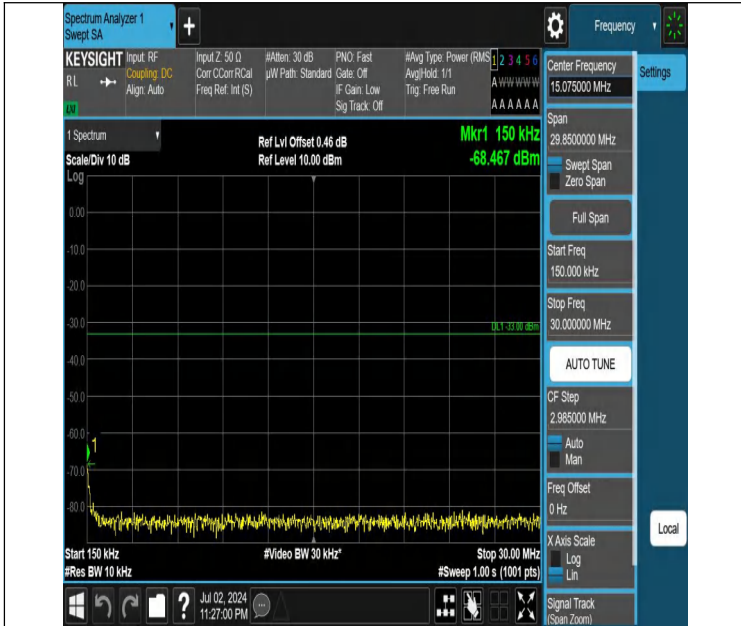 Spectrum Analyzer 1
Swept SA
+
Frequency
KEYSIGHT
RL
Input: RF
Coupling: DC
Align: Auto
Input Z: 50 Ω
Corr CCorr RCal
Freq Ref: Int (S)
#Atten: 30 dB
µW Path: Standard
PNO: Fast
Gate: Off
IF Gain: Low
Sig Track: Off
#Avg Type: Power (RMS
Avg|Hold: 1/1
Trig: Free Run
1 2 3 4 5 6
A W W W W W
A A A A A A
1 Spectrum
Scale/Div 10 dB
Log
Ref Lvl Offset 0.46 dB
Ref Level 10.00 dBm
Mkr1 150 kHz
-68.467 dBm
0.00
-10.0
-20.0
-30.0
DL1 -33.00 dBm
-40.0
-50.0
-60.0
1
-70.0
-80.0
Start 150 kHz
#Video BW 30 kHz*
Stop 30.00 MHz
#Res BW 10 kHz
#Sweep 1.00 s (1001 pts)
?
Jul 02, 2024
11:27:00 PM
Center Frequency
15.075000 MHz
Settings
Span
29.8500000 MHz
Swept Span
Zero Span
Full Span
Start Freq
150.000 kHz
Stop Freq
30.000000 MHz
AUTO TUNE
CF Step
2.985000 MHz
Auto
Man
Freq Offset
0 Hz
X Axis Scale
Log
Lin
Local
Signal Track
(Span Zoom)